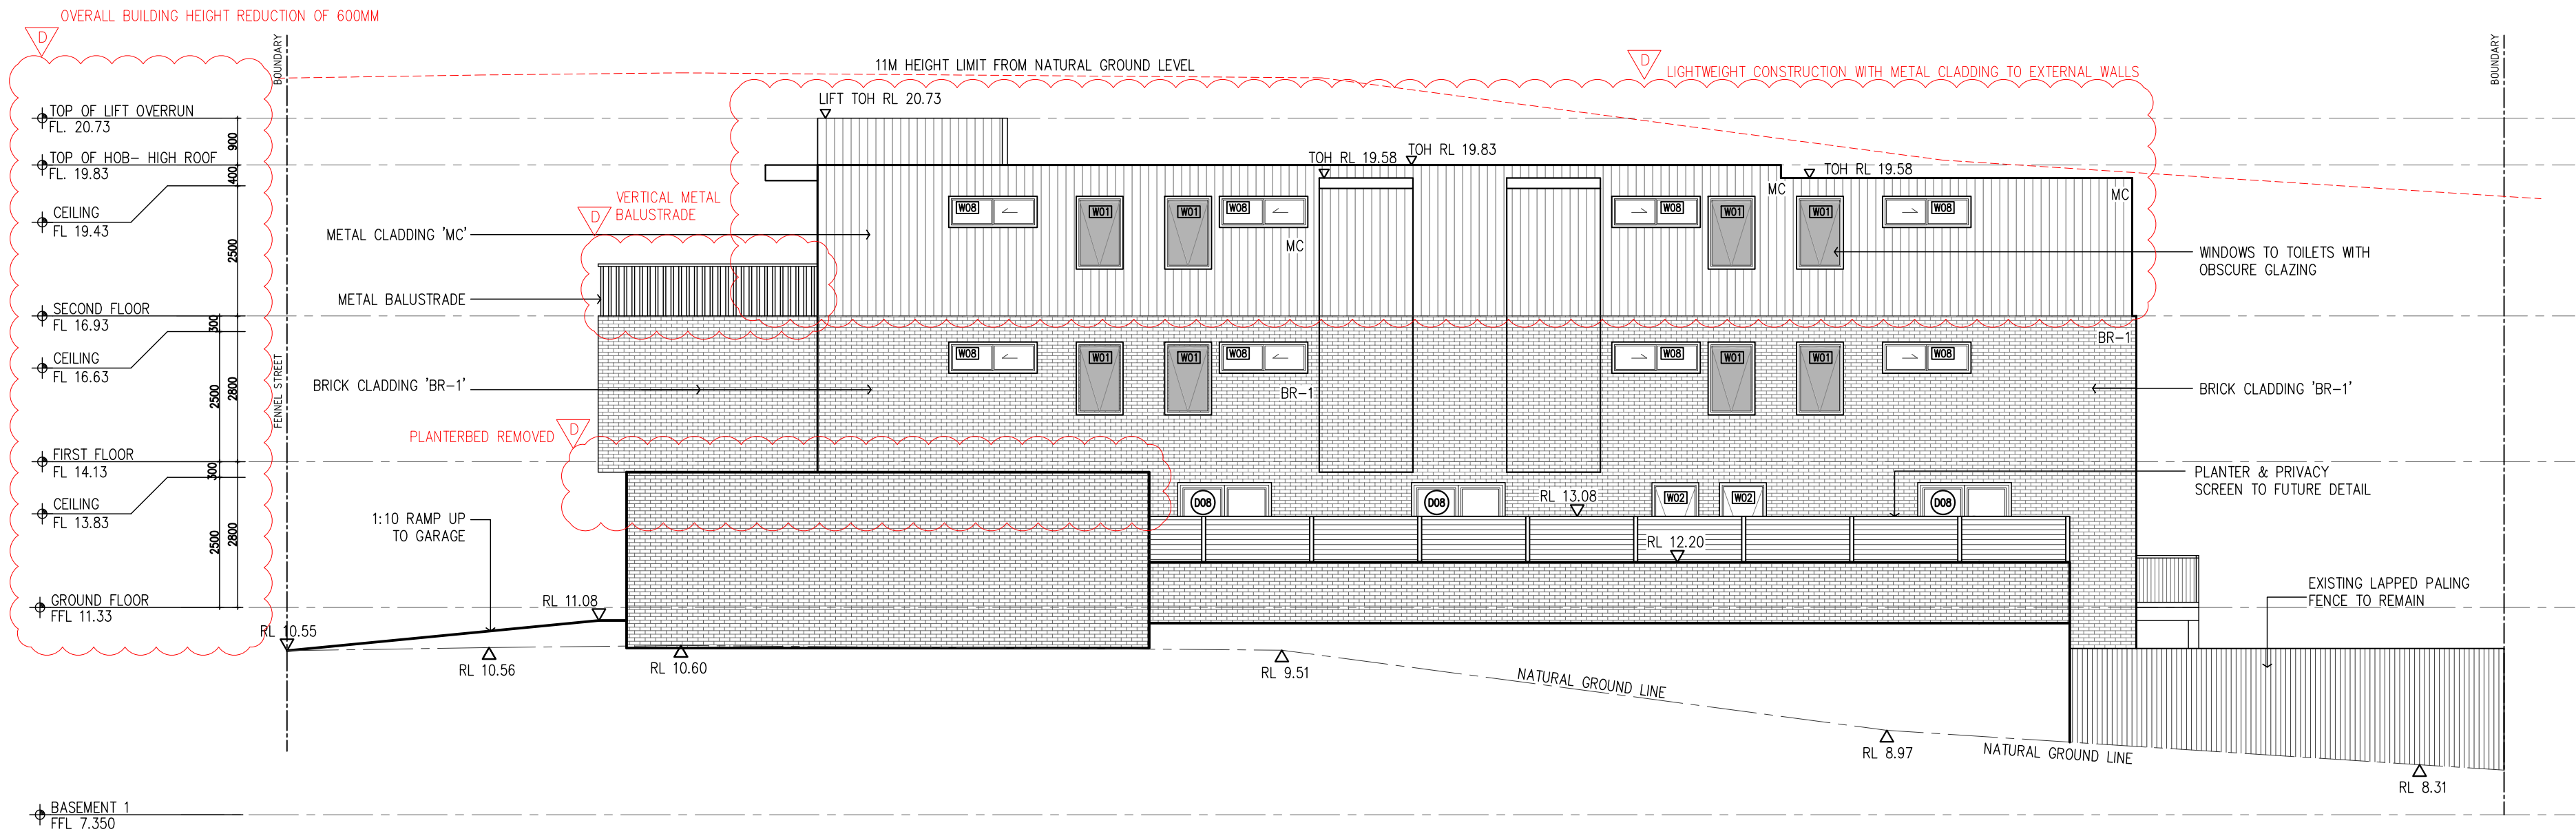 OVERALL BUILDING HEIGHT REDUCTION OF 600MM
D
BOUNDARY
11M HEIGHT LIMIT FROM NATURAL GROUND LEVEL
D
LIGHTWEIGHT CONSTRUCTION WITH METAL CLADDING TO EXTERNAL WALLS
BOUNDARY
TOP OF LIFT OVERRUN
FL. 20.73
900
LIFT TOH RL 20.73
TOP OF HOB- HIGH ROOF
FL. 19.83
400
TOH RL 19.58
TOH RL 19.83
TOH RL 19.58
CEILING
FL 19.43
2500
D
VERTICAL METAL
BALUSTRADE
METAL CLADDING 'MC'
W08
W01
W01
W08
MC
W08
W01
MC
W01
W08
MC
WINDOWS TO TOILETS WITH
OBSCURE GLAZING
METAL BALUSTRADE
SECOND FLOOR
FL 16.93
300
CEILING
FL 16.63
2500
2800
FENNEL STREET
BRICK CLADDING 'BR-1'
W08
W01
W01
W08
BR-1
W08
W01
W01
W08
BR-1
BRICK CLADDING 'BR-1'
PLANTERBED REMOVED
D
FIRST FLOOR
FL 14.13
300
CEILING
FL 13.83
2500
2800
1:10 RAMP UP
TO GARAGE
D08
D08
RL 13.08
W02
W02
D08
PLANTER & PRIVACY
SCREEN TO FUTURE DETAIL
RL 12.20
GROUND FLOOR
FFL 11.33
RL 11.08
EXISTING LAPPED PALING
FENCE TO REMAIN
RL 10.55
RL 10.56
RL 10.60
RL 9.51
NATURAL GROUND LINE
RL 8.97
NATURAL GROUND LINE
RL 8.31
BASEMENT 1
FFL 7.350